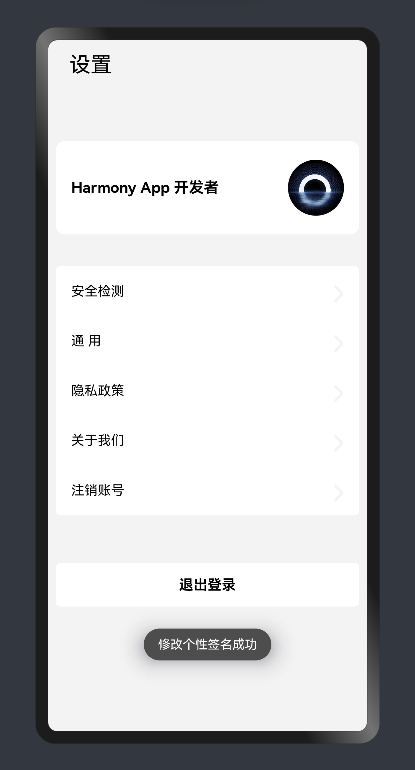 设置
Harmony App 开发者
安全检测
通 用
隐私政策
关于我们
注销账号
退出登录
修改个性签名成功